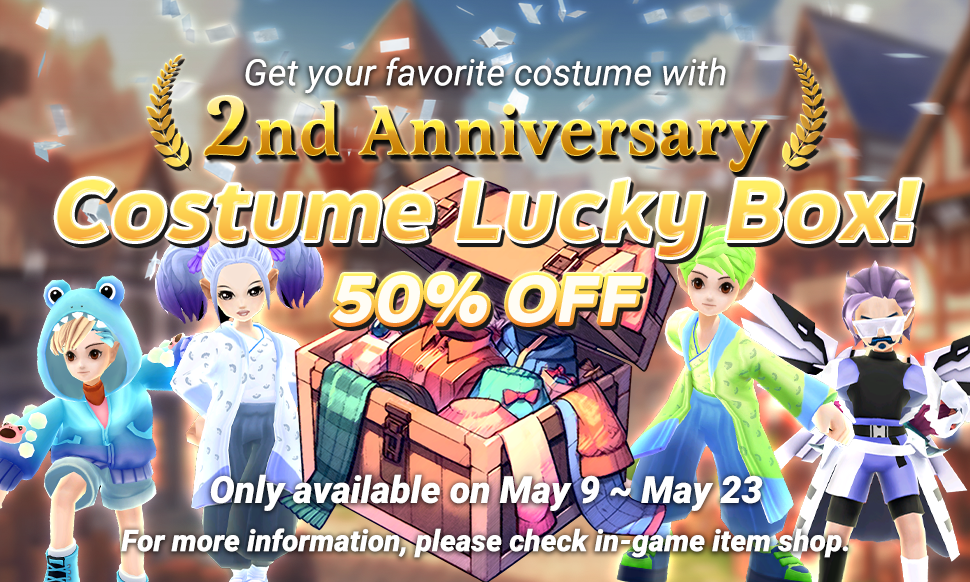 Get your favorite costume with
2nd Anniversary
Costume Lucky Box!
50% OFF
Only available on May 9 ~ May 23
For more information, please check in-game item shop.